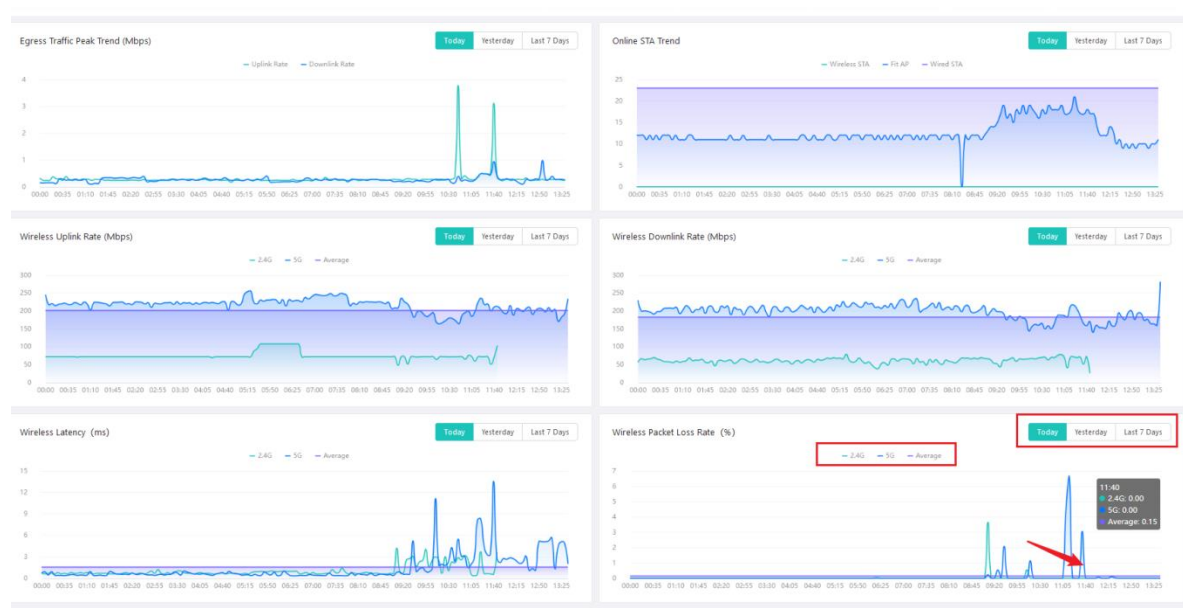 Egress Traffic Peak Trend (Mbps)
Today Yesterday Last 7 Days
Uplink Rate Downlink Rate
4
3
2
1
0
00:00 00:35 01:10 01:45 02:20 02:55 03:30 04:05 04:40 05:15 05:50 06:25 07:00 07:35 08:10 08:45 09:20 09:55 10:30 11:05 11:40 12:15 12:50 13:25
Online STA Trend
Today Yesterday Last 7 Days
Wireless STA Fit AP Wired STA
25
20
15
10
5
0
00:00 00:35 01:10 01:45 02:20 02:55 03:30 04:05 04:40 05:15 05:50 06:25 07:00 07:35 08:10 08:45 09:20 09:55 10:30 11:05 11:40 12:15 12:50 13:25
Wireless Uplink Rate (Mbps)
Today Yesterday Last 7 Days
2.4G 5G Average
300
250
200
150
100
50
0
00:00 00:35 01:10 01:45 02:20 02:55 03:30 04:05 04:40 05:15 05:50 06:25 07:00 07:35 08:10 08:45 09:20 09:55 10:30 11:05 11:40 12:15 12:50 13:25
Wireless Downlink Rate (Mbps)
Today Yesterday Last 7 Days
2.4G 5G Average
300
250
200
150
100
50
0
00:00 00:35 01:10 01:45 02:20 02:55 03:30 04:05 04:40 05:15 05:50 06:25 07:00 07:35 08:10 08:45 09:20 09:55 10:30 11:05 11:40 12:15 12:50 13:25
Wireless Latency (ms)
Today Yesterday Last 7 Days
2.4G 5G Average
15
12
9
6
3
0
00:00 00:35 01:10 01:45 02:20 02:55 03:30 04:05 04:40 05:15 05:50 06:25 07:00 07:35 08:10 08:45 09:20 09:55 10:30 11:05 11:40 12:15 12:50 13:25
Wireless Packet Loss Rate (%)
Today Yesterday Last 7 Days
2.4G 5G Average
7
6
5
4
3
2
1
0
11:40
2.4G: 0.00
5G: 0.00
Average: 0.15
00:00 00:35 01:10 01:45 02:20 02:55 03:30 04:05 04:40 05:15 05:50 06:25 07:00 07:35 08:10 08:45 09:20 09:55 10:30 11:05 11:40 12:15 12:50 13:25